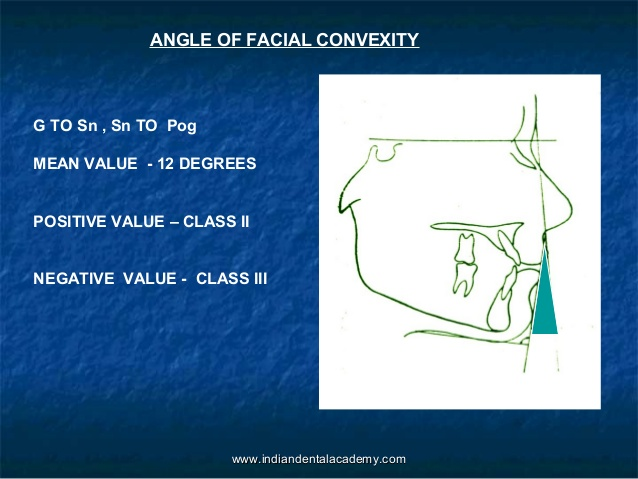 ANGLE OF FACIAL CONVEXITY
G TO Sn , Sn TO Pog
MEAN VALUE - 12 DEGREES
POSITIVE VALUE – CLASS II
NEGATIVE VALUE - CLASS III
www.indiandentalacademy.com